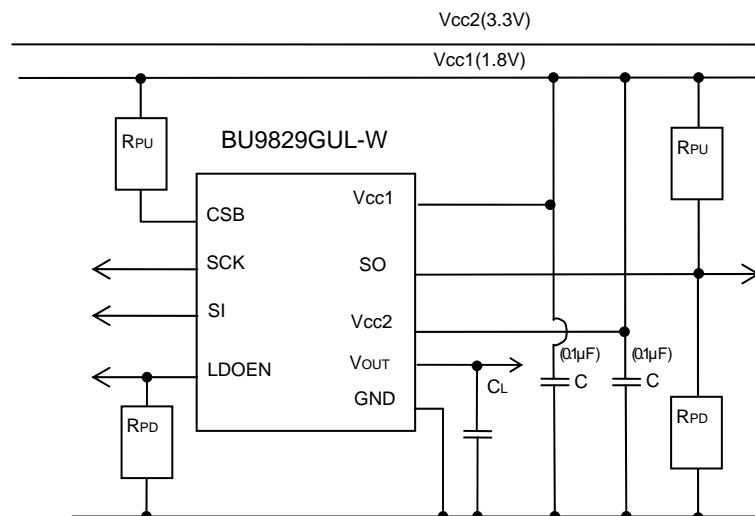 Vcc2(3.3V)
Vcc1(1.8V)
RPU
BU9829GUL-W
RPU
CSB
Vcc1
SCK
SO
SI
Vcc2
(0.1μF)
(0.1μF)
LDOEN
VOUT
CL
C
C
GND
RPD
RPD